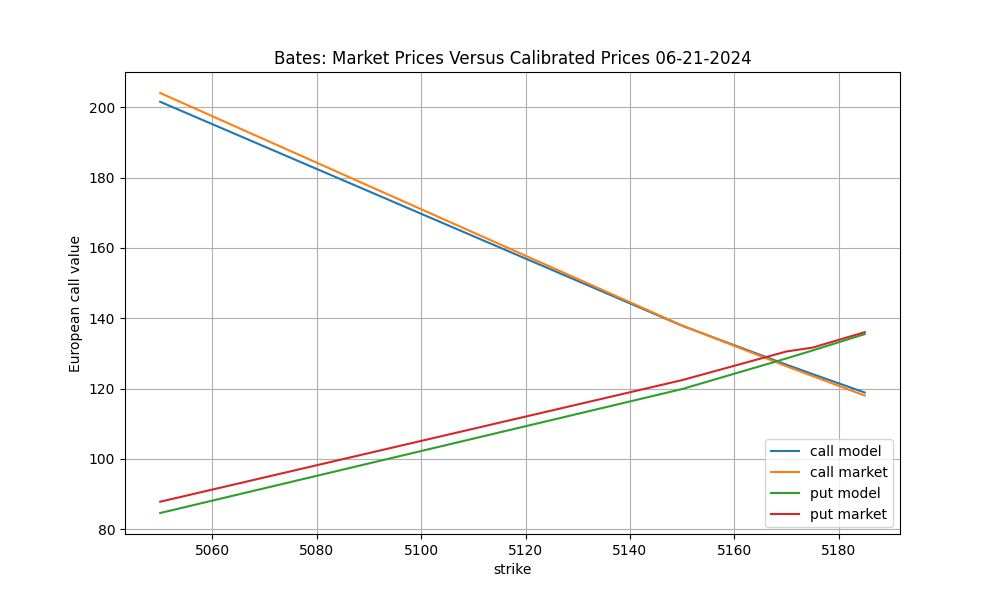 Bates: Market Prices Versus Calibrated Prices 06-21-2024
European call value
200
180
160
140
120
100
80
5060
5080
5100
5120
5140
5160
5180
strike
call model
call market
put model
put market